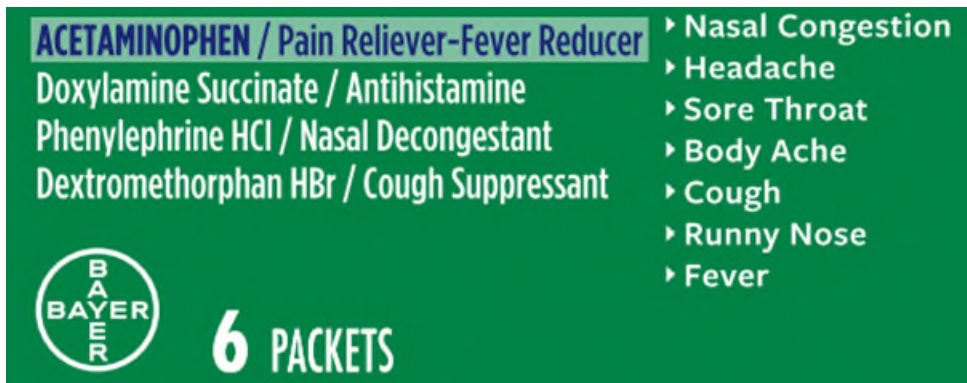 ACETAMINOPHEN / Pain Reliever-Fever Reducer
Doxylamine Succinate / Antihistamine
Phenylephrine HCl / Nasal Decongestant
Dextromethorphan HBr / Cough Suppressant
Nasal Congestion
Headache
Sore Throat
Body Ache
Cough
Runny Nose
Fever
BAYER
BAYER
6 PACKETS